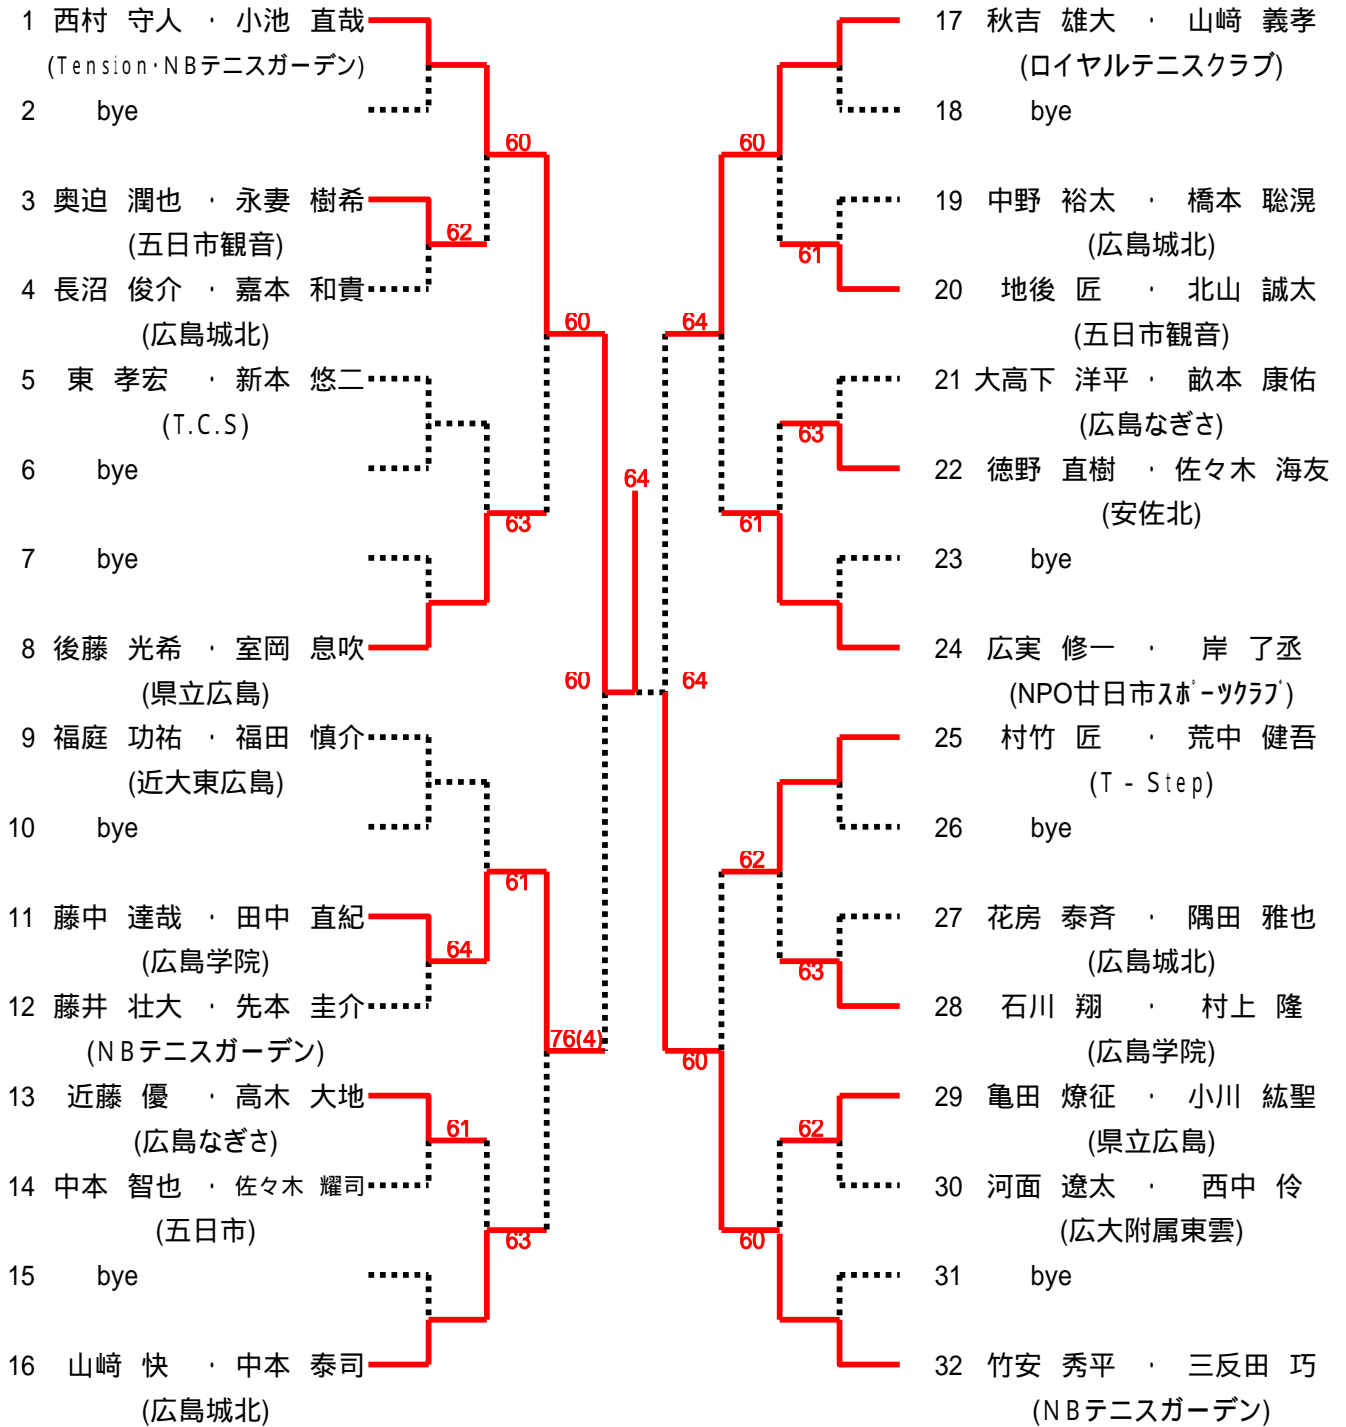 1 西村 守人 ・ 小池 直哉
(Tension・NBテニスガーデン)
2 bye
60
3 奥迫 潤也 ・ 永妻 樹希
62
(五日市観音)
4 長沼 俊介 ・ 嘉本 和貴
60
(広島城北)
5 東 孝宏 ・ 新本 悠二
(T.C.S)
6 bye
63
7 bye
8 後藤 光希 ・ 室岡 息吹
(県立広島)
60
9 福庭 功祐 ・ 福田 慎介
(近大東広島)
10 bye
61
11 藤中 達哉 ・ 田中 直紀
64
(広島学院)
12 藤井 壮大 ・ 先本 圭介
76(4)
(NBテニスガーデン)
13 近藤 優 ・ 高木 大地
61
(広島なぎさ)
14 中本 智也 ・ 佐々木 耀司
(五日市)
63
15 bye
16 山﨑 快 ・ 中本 泰司
(広島城北)
64
17 秋吉 雄大 ・ 山﨑 義孝
(ロイヤルテニスクラブ)
18 bye
60
19 中野 裕太 ・ 橋本 聡滉
(広島城北)
61
20 地後 匠 ・ 北山 誠太
64
(五日市観音)
21 大高下 洋平 ・ 畝本 康佑
(広島なぎさ)
63
22 徳野 直樹 ・ 佐々木 海友
(安佐北)
61
23 bye
24 広実 修一 ・ 岸 了丞
(NPO廿日市スポーツクラブ)
64
25 村竹 匠 ・ 荒中 健吾
(T - Step)
26 bye
62
27 花房 泰斉 ・ 隅田 雅也
(広島城北)
63
28 石川 翔 ・ 村上 隆
(広島学院)
60
29 亀田 燎征 ・ 小川 紘聖
62
(県立広島)
30 河面 遼太 ・ 西中 伶
(広大附属東雲)
60
31 bye
32 竹安 秀平 ・ 三反田 巧
(NBテニスガーデン)